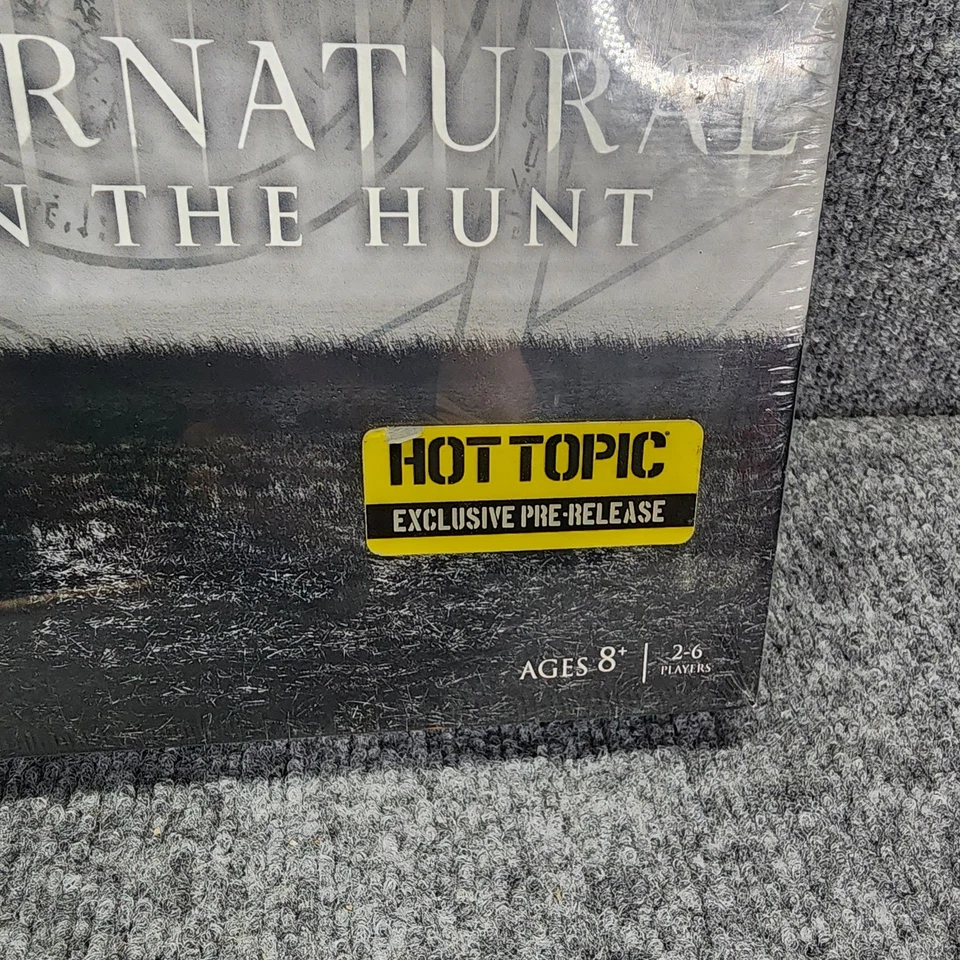 RNATURAL
N THE HUNT
HOT TOPIC
EXCLUSIVE PRE-RELEASE
AGES 8+ | 2-6
PLAYERS